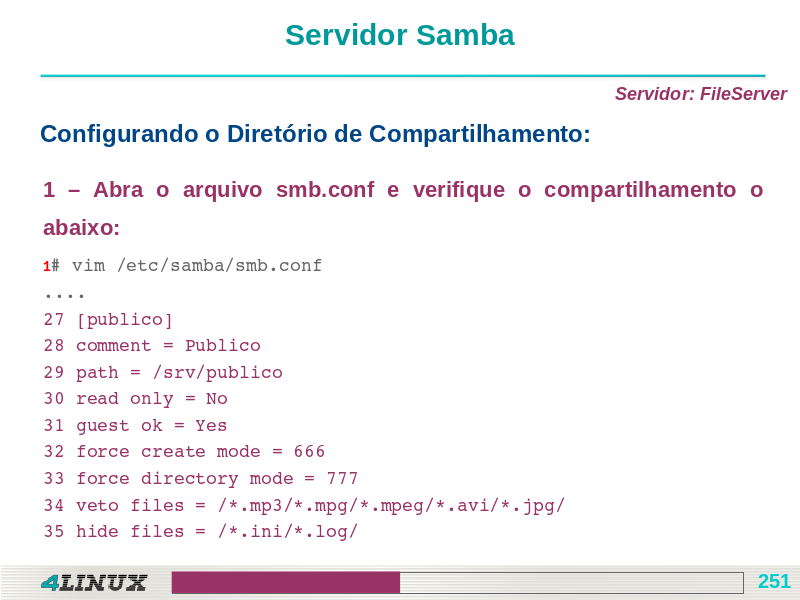 Servidor Samba
Servidor: FileServer
Configurando o Diretório de Compartilhamento:
1 – Abra o arquivo smb.conf e verifique o compartilhamento o
abaixo:
1# vim /etc/samba/smb.conf
....
27 [publico]
28 comment = Publico
29 path = /srv/publico
30 read only = No
31 guest ok = Yes
32 force create mode = 666
33 force directory mode = 777
34 veto files = /*.mp3/*.mpg/*.mpeg/*.avi/*.jpg/
35 hide files = /*.ini/*.log/
4LINUX
251